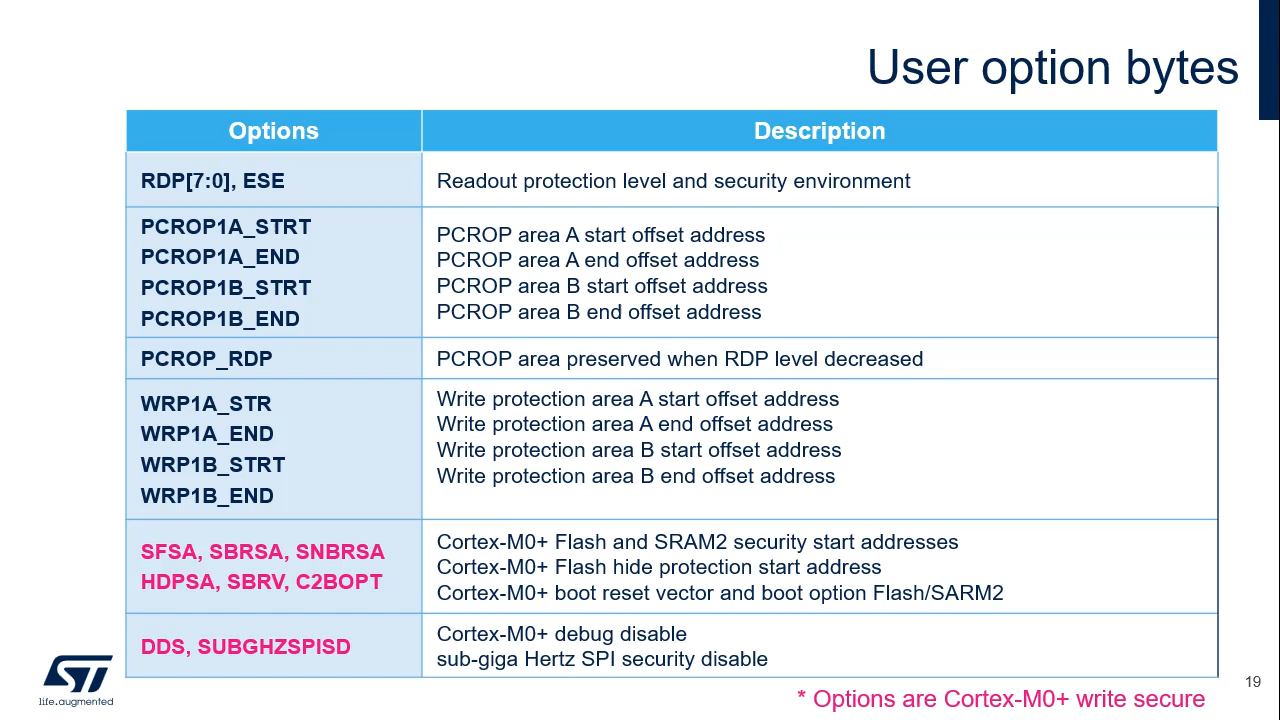 User option bytes
Options
Description
RDP[7:0], ESE
Readout protection level and security environment
PCROP1A_STRT
PCROP1A_END
PCROP1B_STRT
PCROP1B_END
PCROP area A start offset address
PCROP area A end offset address
PCROP area B start offset address
PCROP area B end offset address
PCROP_RDP
PCROP area preserved when RDP level decreased
WRP1A_STR
WRP1A_END
WRP1B_STRT
WRP1B_END
Write protection area A start offset address
Write protection area A end offset address
Write protection area B start offset address
Write protection area B end offset address
SFSA, SBRSA, SNBRSA
HDPSA, SBRV, C2BOPT
Cortex-M0+ Flash and SRAM2 security start addresses
Cortex-M0+ Flash hide protection start address
Cortex-M0+ boot reset vector and boot option Flash/SARM2
DDS, SUBGHZSPISD
Cortex-M0+ debug disable
sub-giga Hertz SPI security disable
ST
life.augmented
19
* Options are Cortex-M0+ write secure